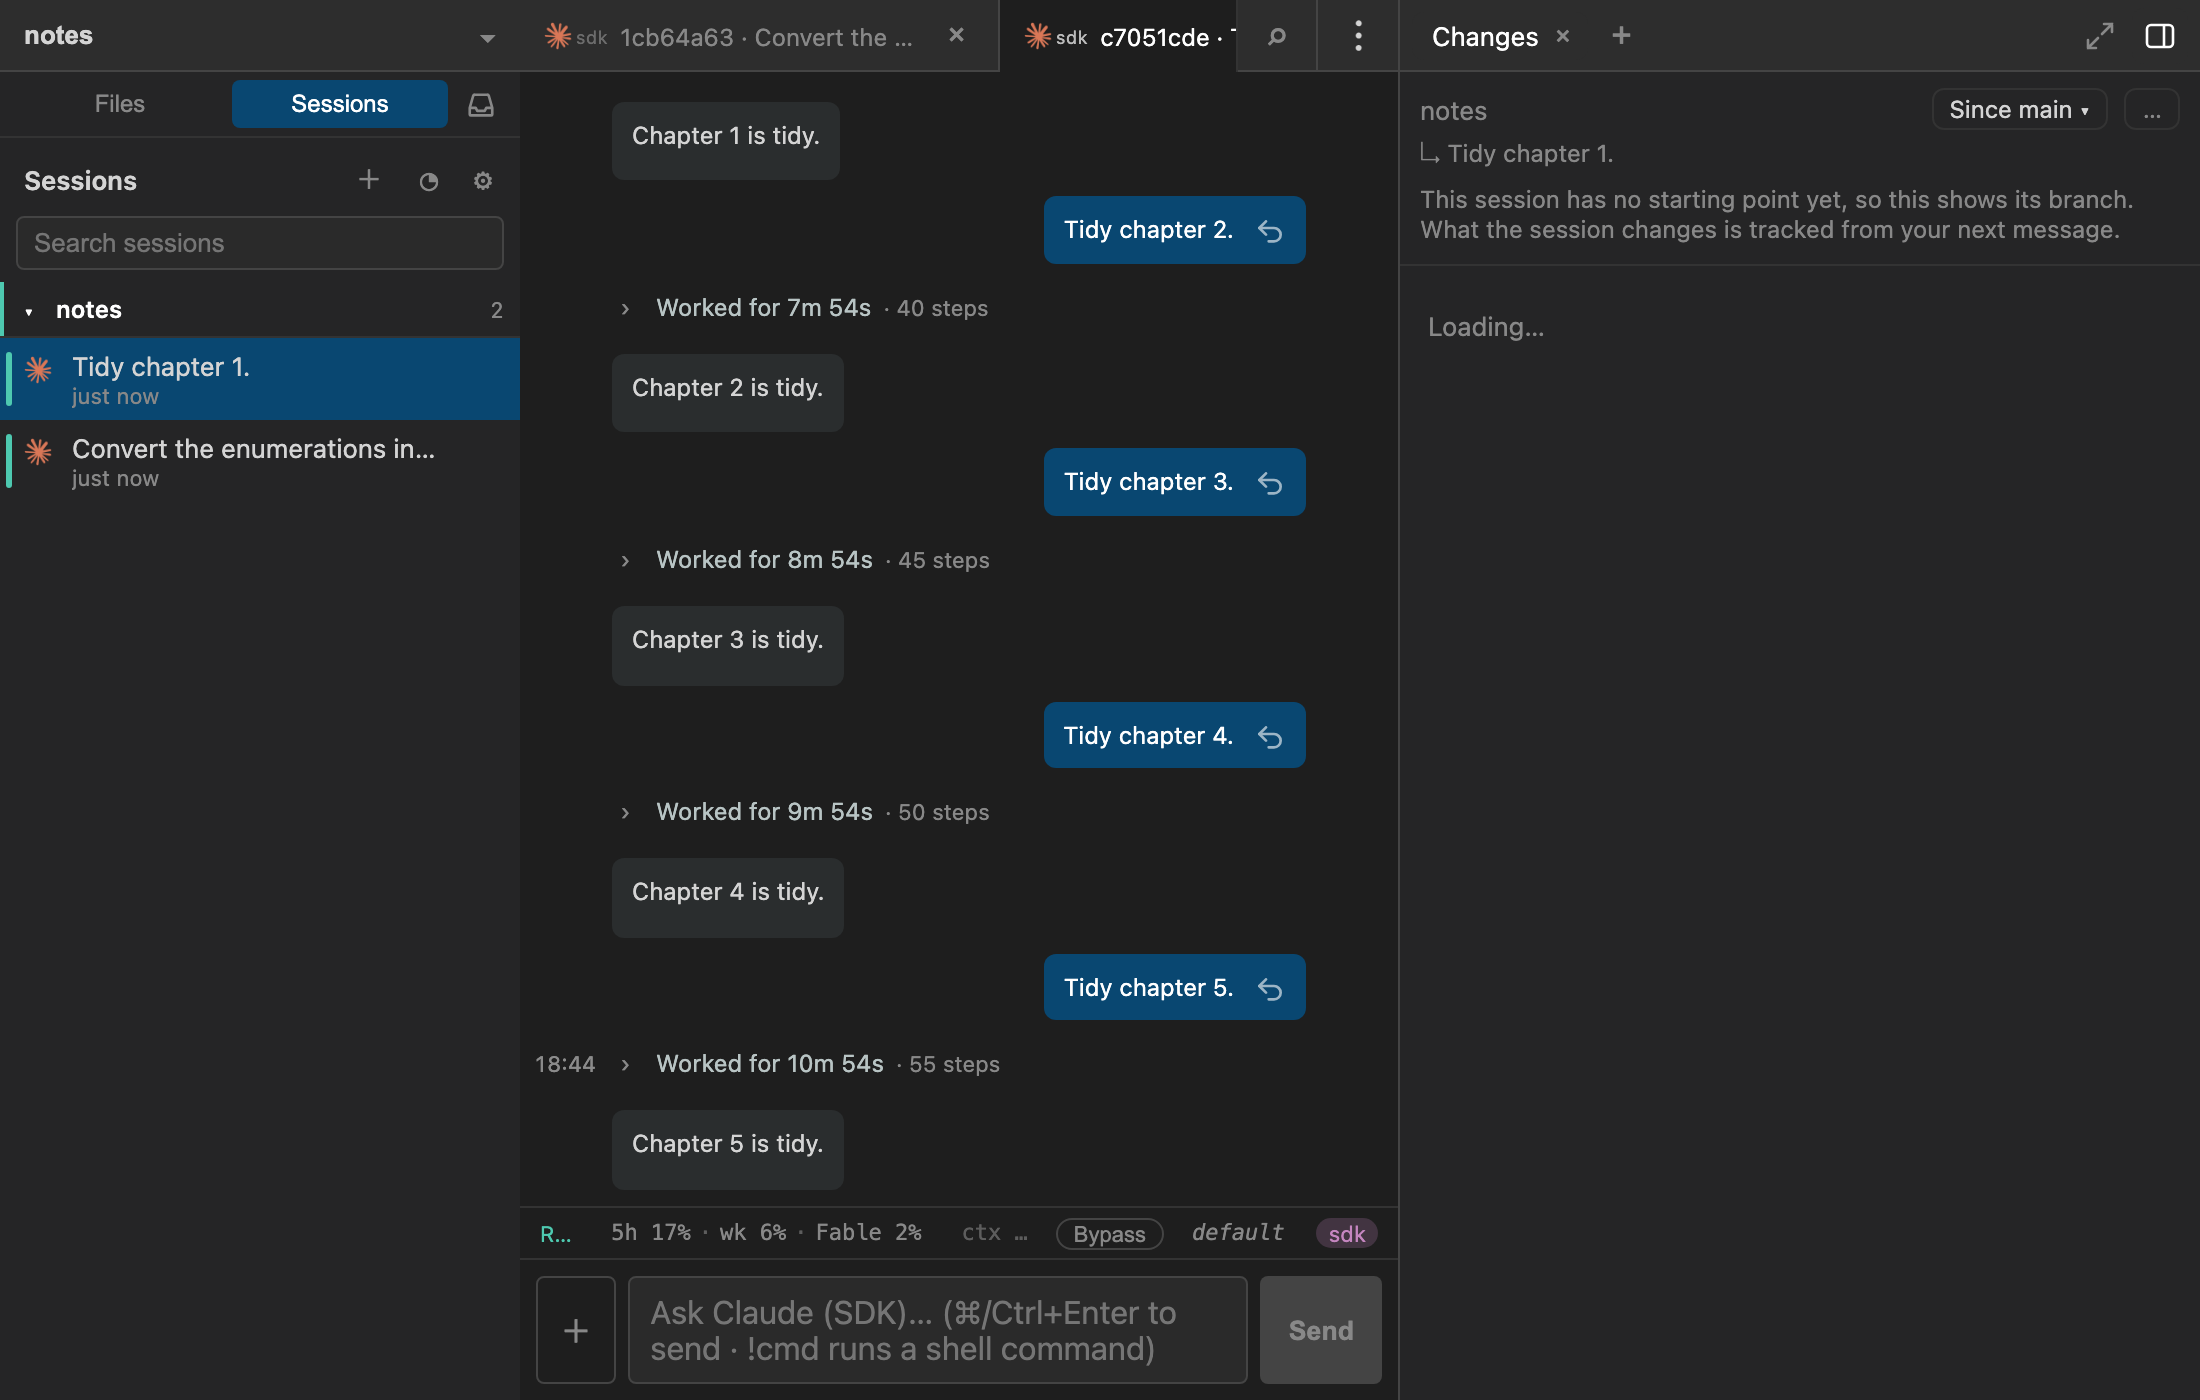 notes
Files
Sessions
Sessions
Search sessions
notes
2
Tidy chapter 1.
just now
Convert the enumerations in...
just now
sdk 1cb64a63 · Convert the ...
sdk c7051cde ·
Chapter 1 is tidy.
Tidy chapter 2.
Worked for 7m 54s · 40 steps
Chapter 2 is tidy.
Tidy chapter 3.
Worked for 8m 54s · 45 steps
Chapter 3 is tidy.
Tidy chapter 4.
Worked for 9m 54s · 50 steps
Chapter 4 is tidy.
Tidy chapter 5.
18:44 Worked for 10m 54s · 55 steps
Chapter 5 is tidy.
R... 5h 17% · wk 6% · Fable 2% ctx … Bypass default sdk
Ask Claude (SDK)... (⌘/Ctrl+Enter to
send · !cmd runs a shell command)
Send
Changes
notes
Since main
...
Tidy chapter 1.
This session has no starting point yet, so this shows its branch.
What the session changes is tracked from your next message.
Loading...